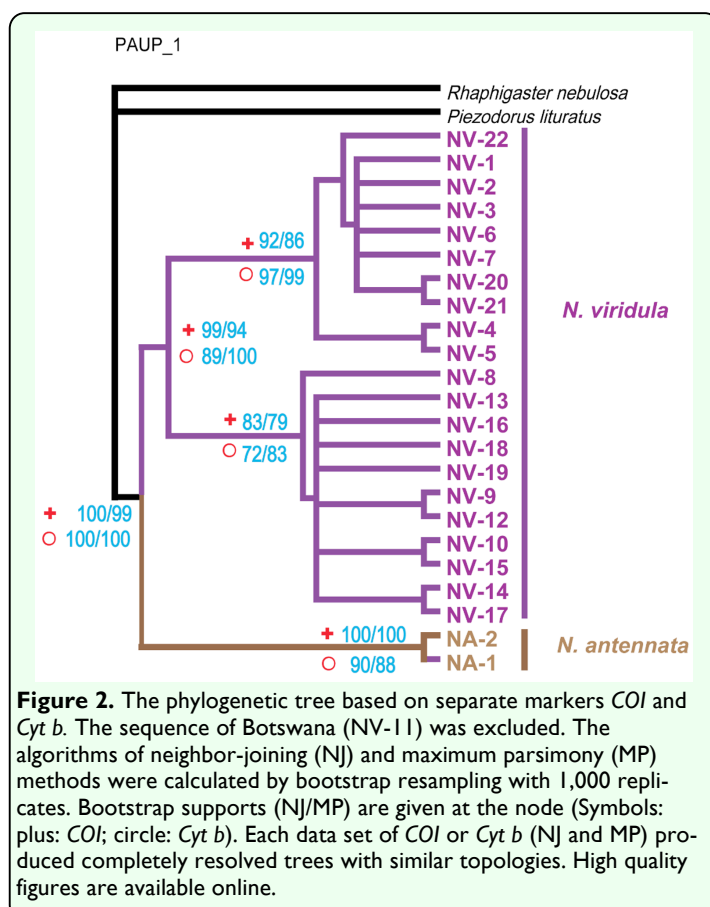 PAUP_1
Rhaphigaster nebulosa
Piezodorus lituratus
NV-22
NV-1
NV-2
NV-3
+ 92/86
NV-6
○ 97/99
NV-7
NV-20
NV-21
N. viridula
+ 99/94
NV-4
○ 89/100
NV-5
NV-8
NV-13
+ 83/79
NV-16
○ 72/83
NV-18
NV-19
NV-9
+ 100/99
NV-12
○ 100/100
NV-10
NV-15
NV-14
NV-17
+ 100/100
NA-2
N. antennata
○ 90/88
NA-1
Figure 2. The phylogenetic tree based on separate markers COI and
Cyt b. The sequence of Botswana (NV-11) was excluded. The
algorithms of neighbor-joining (NJ) and maximum parsimony (MP)
methods were calculated by bootstrap resampling with 1,000 repli-
cates. Bootstrap supports (NJ/MP) are given at the node (Symbols:
plus: COI; circle: Cyt b). Each data set of COI or Cyt b (NJ and MP) pro-
duced completely resolved trees with similar topologies. High quality
figures are available online.